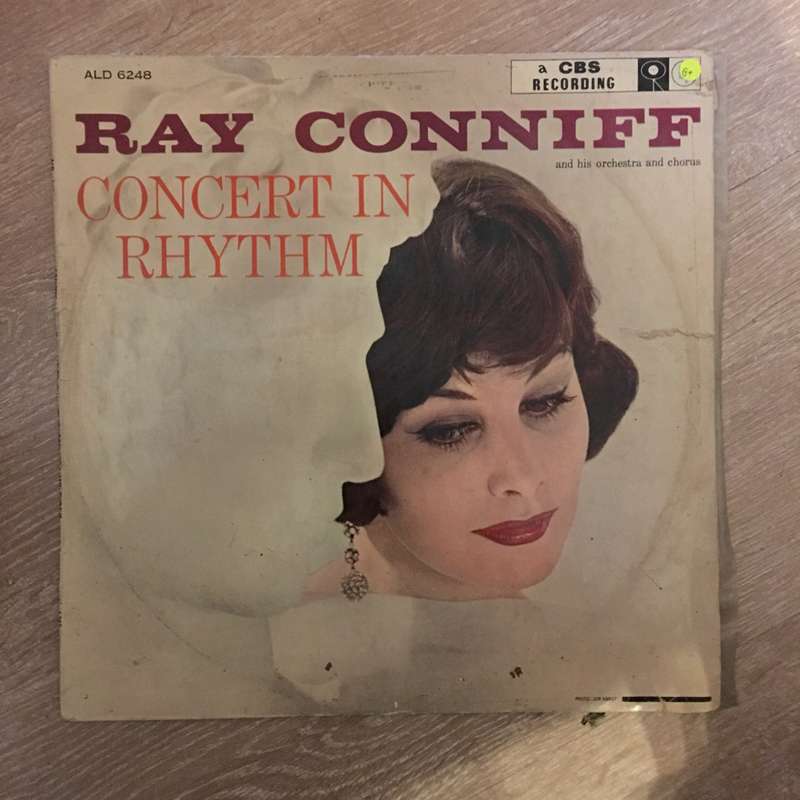 ALD 6248
a CBS
RECORDING
G+
RAY CONNIFF
and his orchestra and chorus
CONCERT IN
RHYTHM